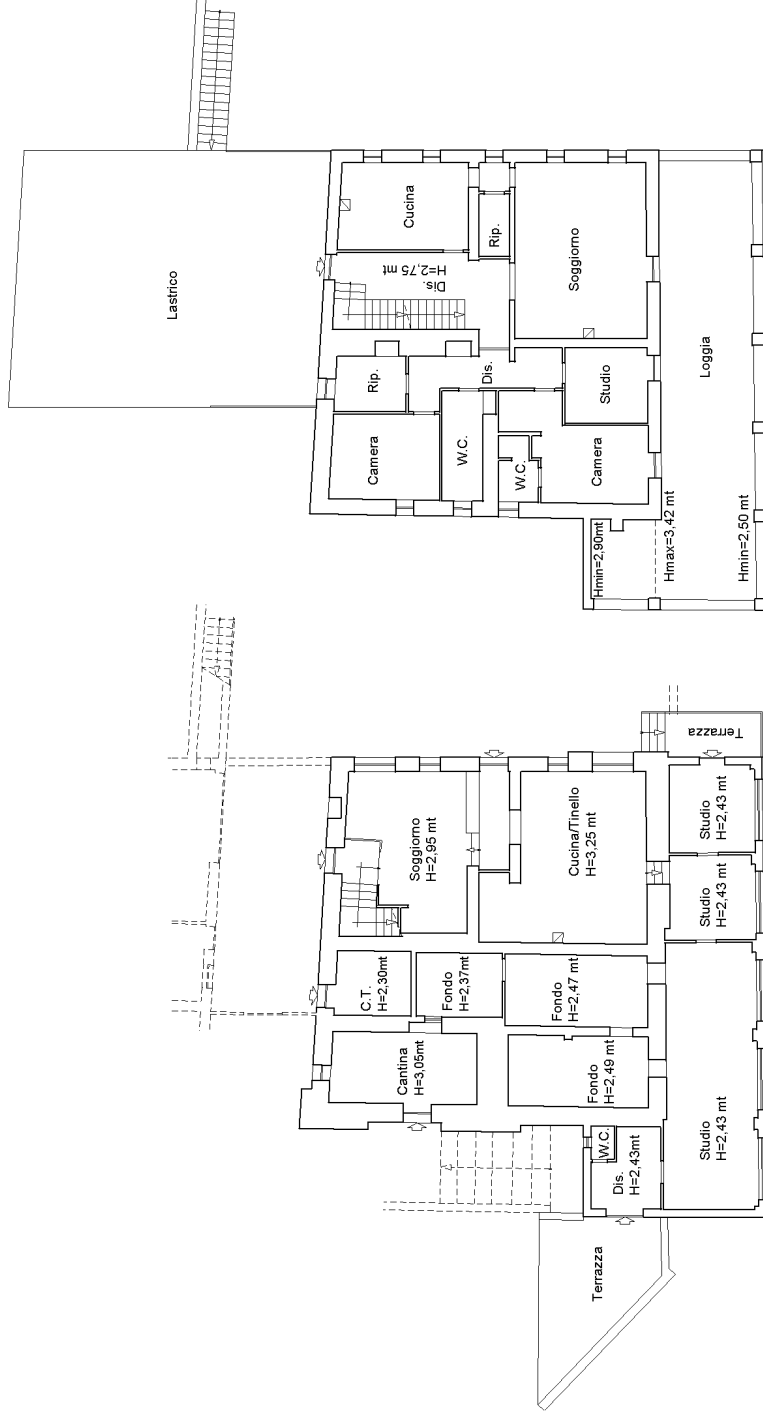 Lastrico
Cucina
Dis.
H=2,75 mt
Rip.
Soggiorno
Rip.
Dis.
Studio
Camera
W.C.
W.C.
Camera
Loggia
Hmin=2,90mt
Hmax=3,42 mt
Hmin=2,50 mt
Terrazza
Soggiorno
H=2,95 mt
Cucina/Tinello
H=3,25 mt
Studio
H=2,43 mt
Studio
H=2,43 mt
C.T.
H=2,30mt
Fondo
H=2,37mt
Fondo
H=2,47 mt
Cantina
H=3,05mt
Fondo
H=2,49 mt
Studio
H=2,43 mt
W.C.
Dis.
H=2,43mt
Terrazza